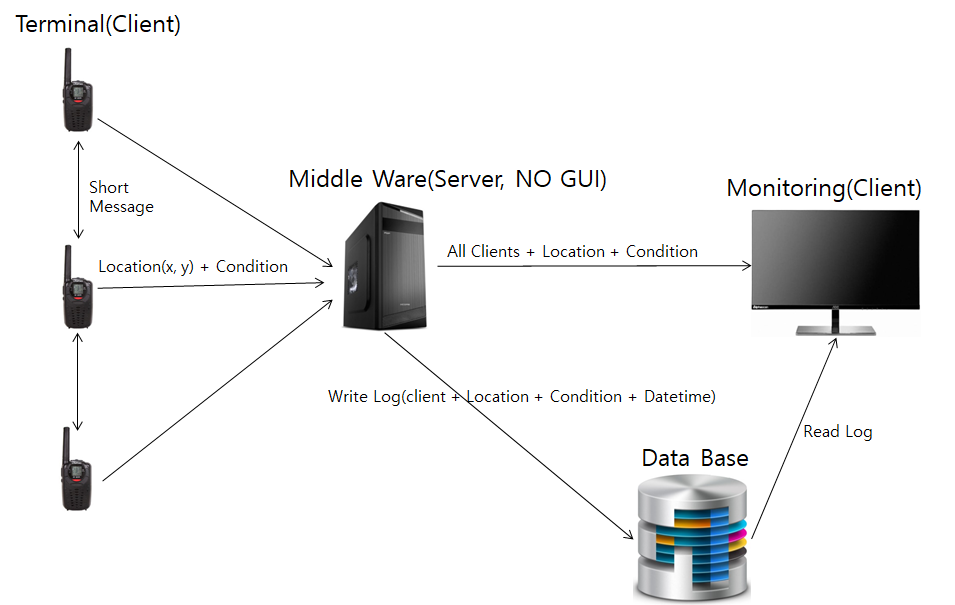 Terminal(Client)
Short
Message
Middle Ware(Server, NO GUI)
Monitoring(Client)
Location(x, y) + Condition
All Clients + Location + Condition
Write Log(client + Location + Condition + Datetime)
Read Log
Data Base